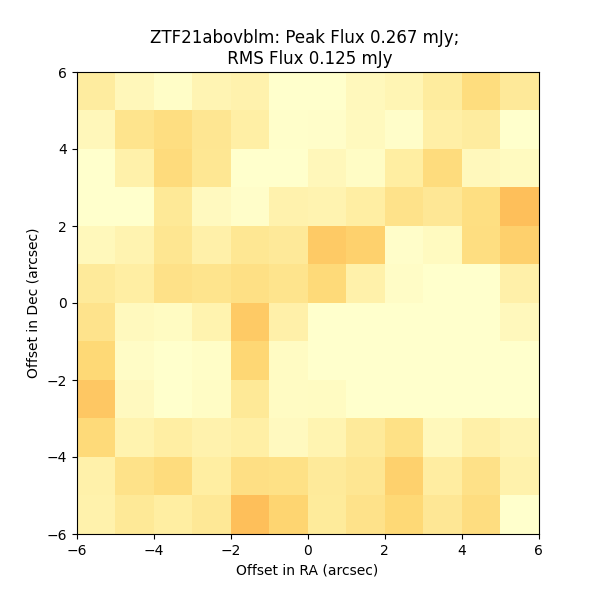 ZTF21abovblm: Peak Flux 0.267 mJy;
RMS Flux 0.125 mJy
6
4
2
0
−2
−4
−6
Offset in Dec (arcsec)
−6 −4 −2 0 2 4 6
Offset in RA (arcsec)